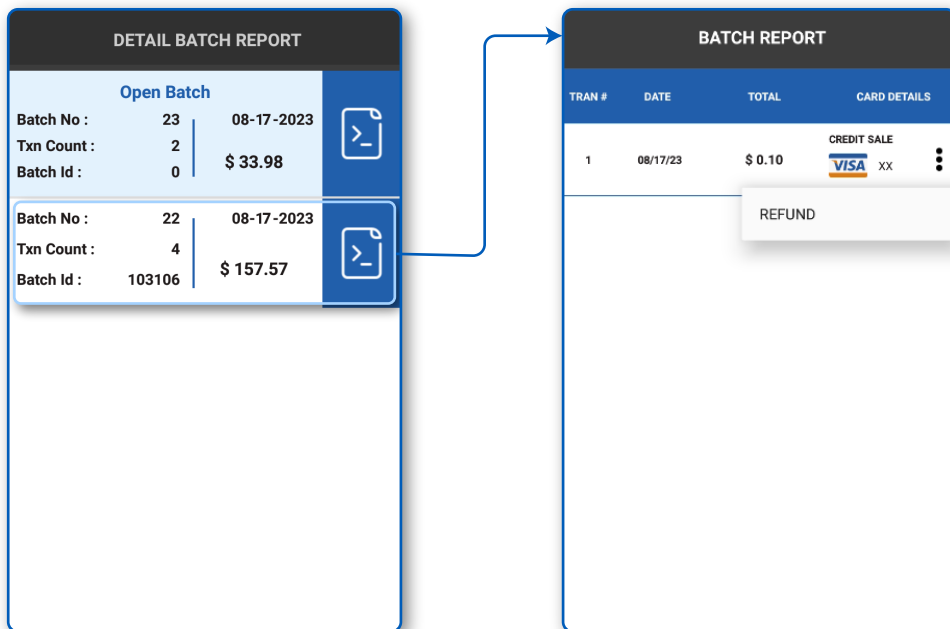 DETAIL BATCH REPORT
Open Batch
Batch No : 23 08-17-2023
Txn Count : 2
$ 33.98
Batch Id : 0
Batch No : 22 08-17-2023
Txn Count : 4
$ 157.57
Batch Id : 103106
BATCH REPORT
TRAN # DATE TOTAL CARD DETAILS
CREDIT SALE
1 08/17/23 $ 0.10 VISA XX
REFUND